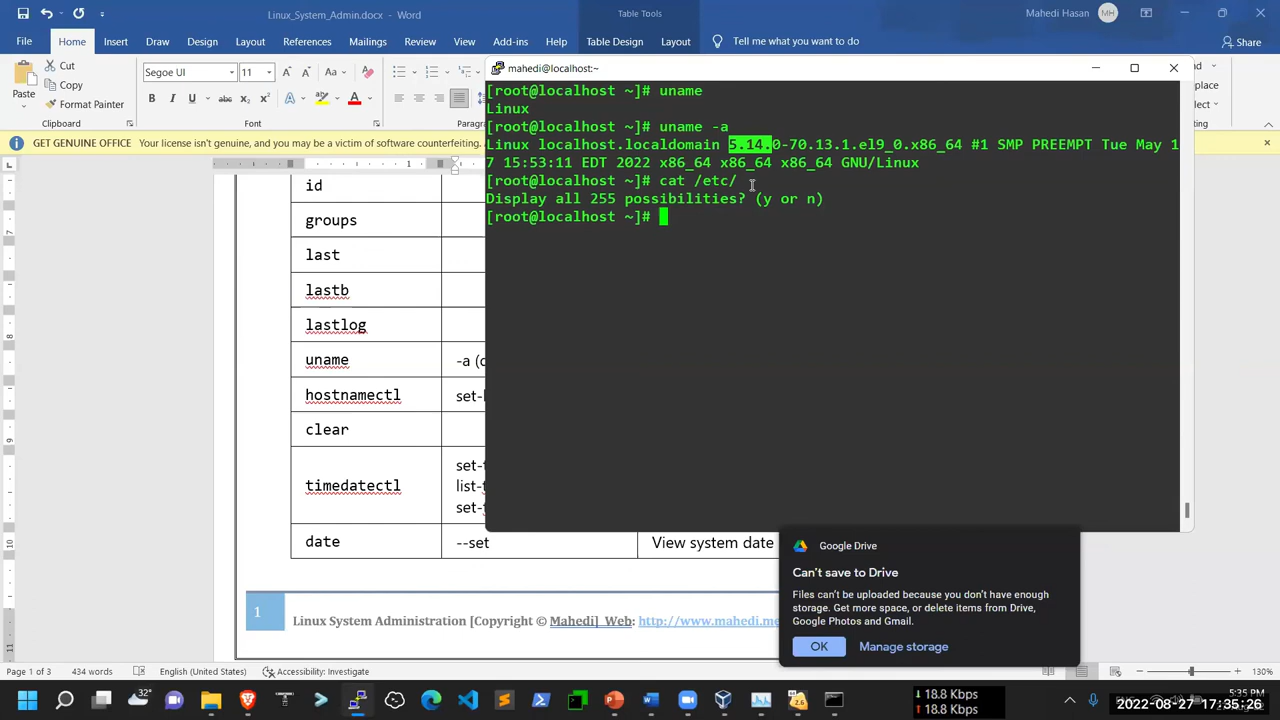 Linux_System_Admin.docx - Word
Table Tools
Mahedi Hasan
MH
File
Home
Insert
Draw
Design
Layout
References
Mailings
Review
View
Add-ins
Help
Table Design
Layout
Tell me what you want to do
Share
Paste
Cut
Copy
Format Painter
Clipboard
Segoe UI
11
Replace
Select
GET GENUINE OFFICE
Your license isn't genuine, and you may be a victim of software counterfeiting.
mahedi@localhost:~
[root@localhost ~]# uname
Linux
[root@localhost ~]# uname -a
Linux localhost.localdomain 5.14.0-70.13.1.el9_0.x86_64 #1 SMP PREEMPT Tue May 1
7 15:53:11 EDT 2022 x86_64 x86_64 x86_64 GNU/Linux
[root@localhost ~]# cat /etc/
Display all 255 possibilities? (y or n)
[root@localhost ~]#
id
groups
last
lastb
lastlog
uname
-a (
hostnamectl
clear
timedatectl
set-
list-
set-
date
--set
View system date
1
Linux System Administration [Copyright © Mahedi] Web: http://www.mahedi.me
Google Drive
Can't save to Drive
Files can't be uploaded because you don't have enough
storage. Get more space, or delete items from Drive,
Google Photos and Gmail.
OK
Manage storage
Page 1 of 3
434 words
English (United States)
Accessibility: Investigate
130%
32°
18.8 Kbps
18.8 Kbps
5:35 PM
2022-08-27 17:35:26